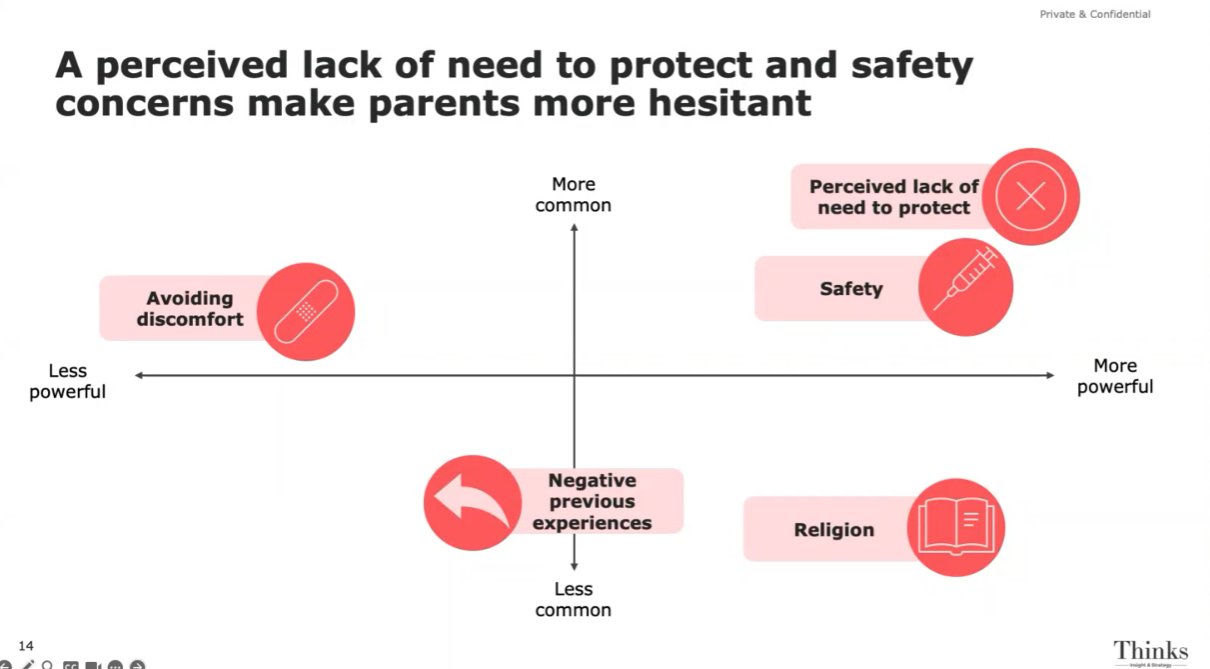 Private & Confidential
A perceived lack of need to protect and safety
concerns make parents more hesitant
More
common
Perceived lack of
need to protect
Safety
Avoiding
discomfort
Less
powerful
More
powerful
Negative
previous
experiences
Religion
Less
common
14
Thinks
Insight & Strategy